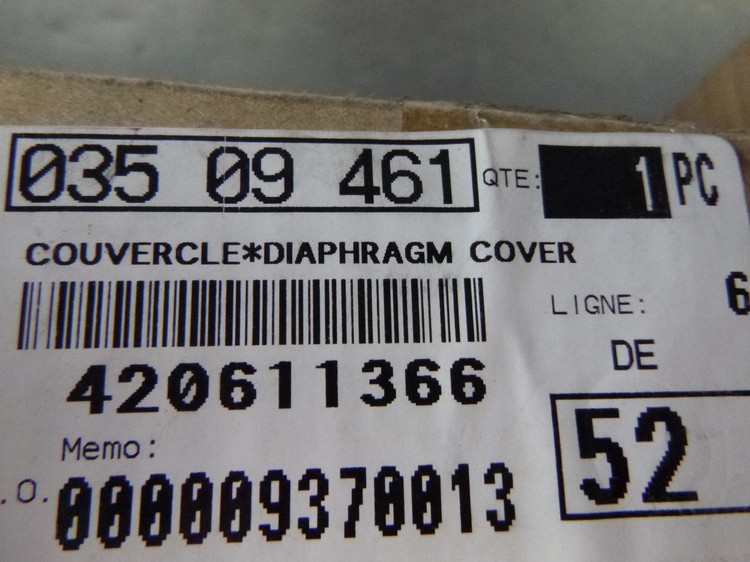 035 09 461 QTE: 1 PC
COUVERCLE*DIAPHRAGM COVER
LIGNE: 6
DE
420611366
52
Memo:
.O. 000009370013